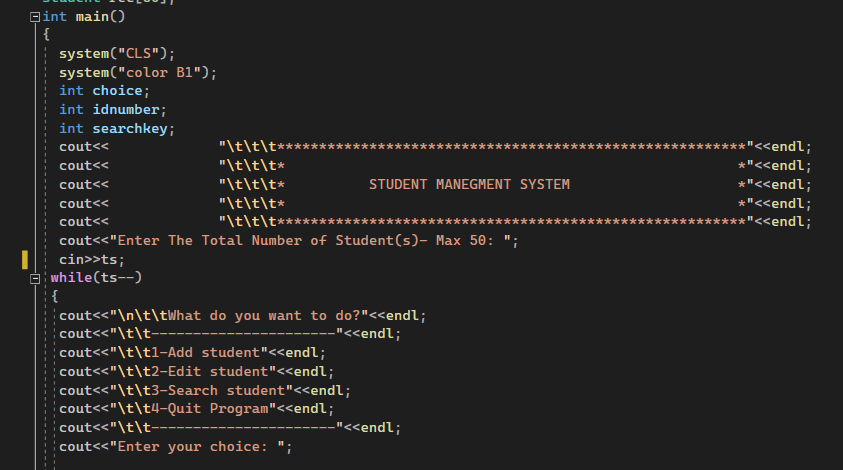 int main()
{
system("CLS");
system("color B1");
int choice;
int idnumber;
int searchkey;
cout<< "\t\t\t********************************************************"<<endl;
cout<< "\t\t\t* *"<<endl;
cout<< "\t\t\t* STUDENT MANEGMENT SYSTEM *"<<endl;
cout<< "\t\t\t* *"<<endl;
cout<< "\t\t\t********************************************************"<<endl;
cout<<"Enter The Total Number of Student(s)- Max 50: ";
cin>>ts;
while(ts--)
{
cout<<"\n\t\tWhat do you want to do?"<<endl;
cout<<"\t\t----------------------"<<endl;
cout<<"\t\t1-Add student"<<endl;
cout<<"\t\t2-Edit student"<<endl;
cout<<"\t\t3-Search student"<<endl;
cout<<"\t\t4-Quit Program"<<endl;
cout<<"\t\t----------------------"<<endl;
cout<<"Enter your choice: ";